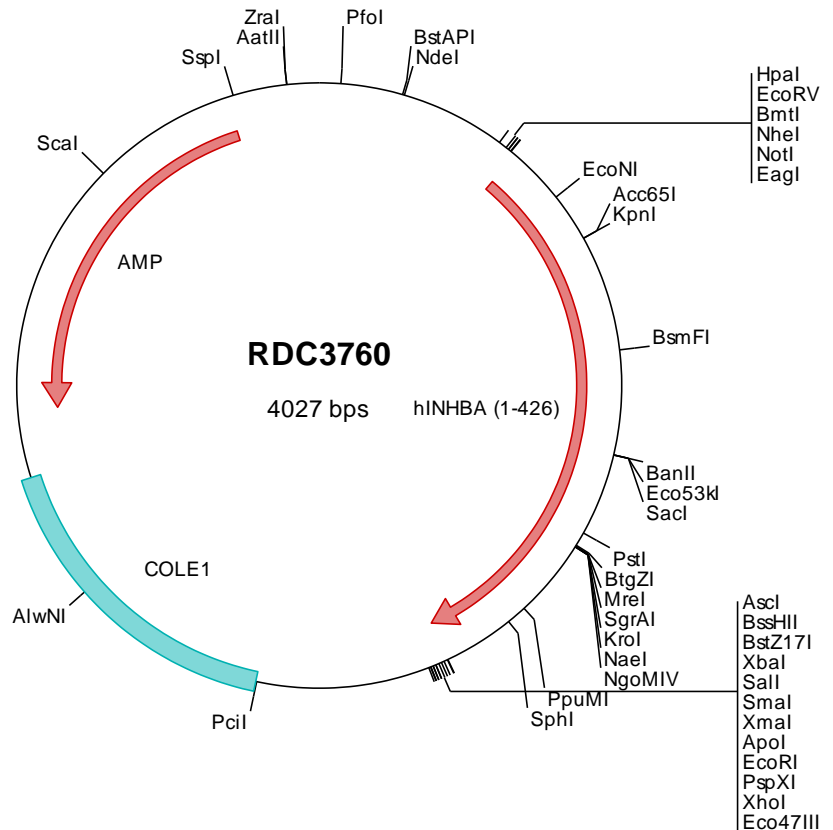 ZraI
AatII
PfoI
BstAPI
NdeI
SspI
ScaI
HpaI
EcoRV
BmtI
NheI
NotI
EagI
EcoNI
Acc65I
KpnI
AMP
BsmFI
RDC3760
4027 bps
hINHBA (1-426)
BanII
Eco53kI
SacI
PstI
BtgZI
MreI
SgrAI
KroI
NaeI
NgoMIV
PpuMI
SphI
COLE1
AlwNI
PciI
AscI
BssHII
BstZ17I
XbaI
SalI
SmaI
XmaI
ApoI
EcoRI
PspXI
XhoI
Eco47III